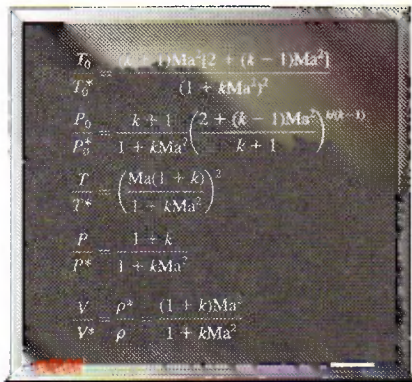 T₀/T₀* = (k + 1)Ma²[2 + (k − 1)Ma²] / (1 + kMa²)²
P₀/P₀* = (k + 1)/(1 + kMa²) ((2 + (k − 1)Ma²)/(k + 1))^(k/(k−1))
T/T* = (Ma(1 + k)/(1 + kMa²))²
P/P* = (1 + k)/(1 + kMa²)
V/V* = ρ*/ρ = (1 + k)Ma²/(1 + kMa²)